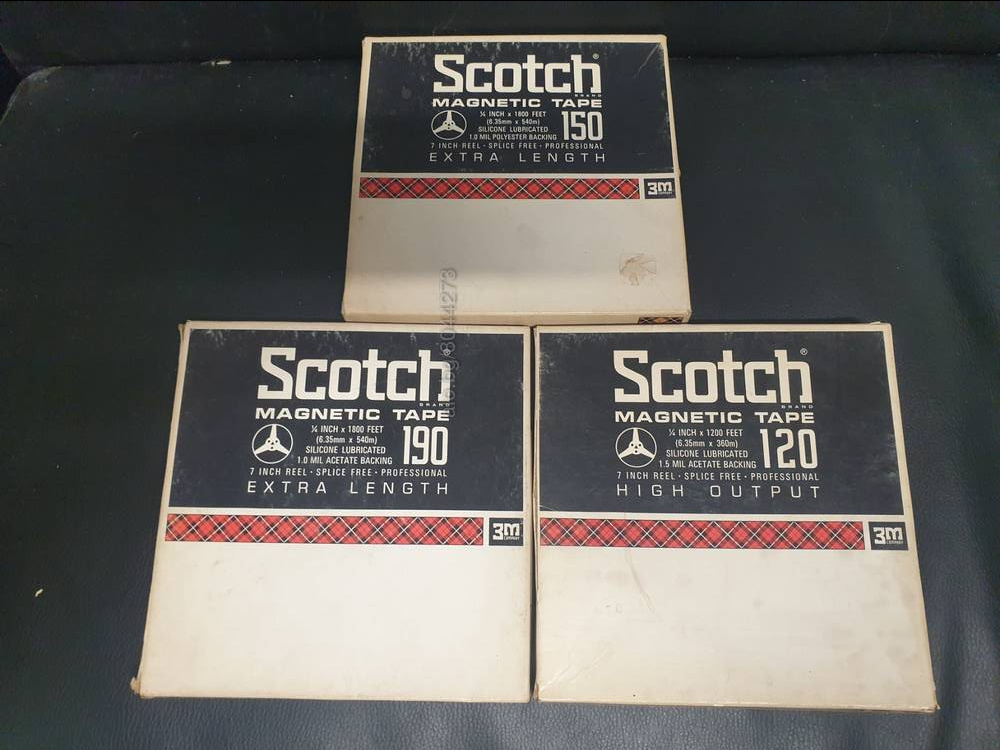 Scotch®
BRAND
MAGNETIC TAPE
¼ INCH x 1800 FEET
(6.35mm x 540m)
SILICONE LUBRICATED
1.0 MIL POLYESTER BACKING
150
7 INCH REEL · SPLICE FREE · PROFESSIONAL
EXTRA LENGTH
3M
COMPANY
Scotch®
BRAND
MAGNETIC TAPE
¼ INCH x 1800 FEET
(6.35mm x 540m)
SILICONE LUBRICATED
1.0 MIL ACETATE BACKING
190
7 INCH REEL · SPLICE FREE · PROFESSIONAL
EXTRA LENGTH
3M
COMPANY
Scotch®
BRAND
MAGNETIC TAPE
¼ INCH x 1200 FEET
(6.35mm x 360m)
SILICONE LUBRICATED
1.5 MIL ACETATE BACKING
120
7 INCH REEL · SPLICE FREE · PROFESSIONAL
HIGH OUTPUT
3M
COMPANY
8044273